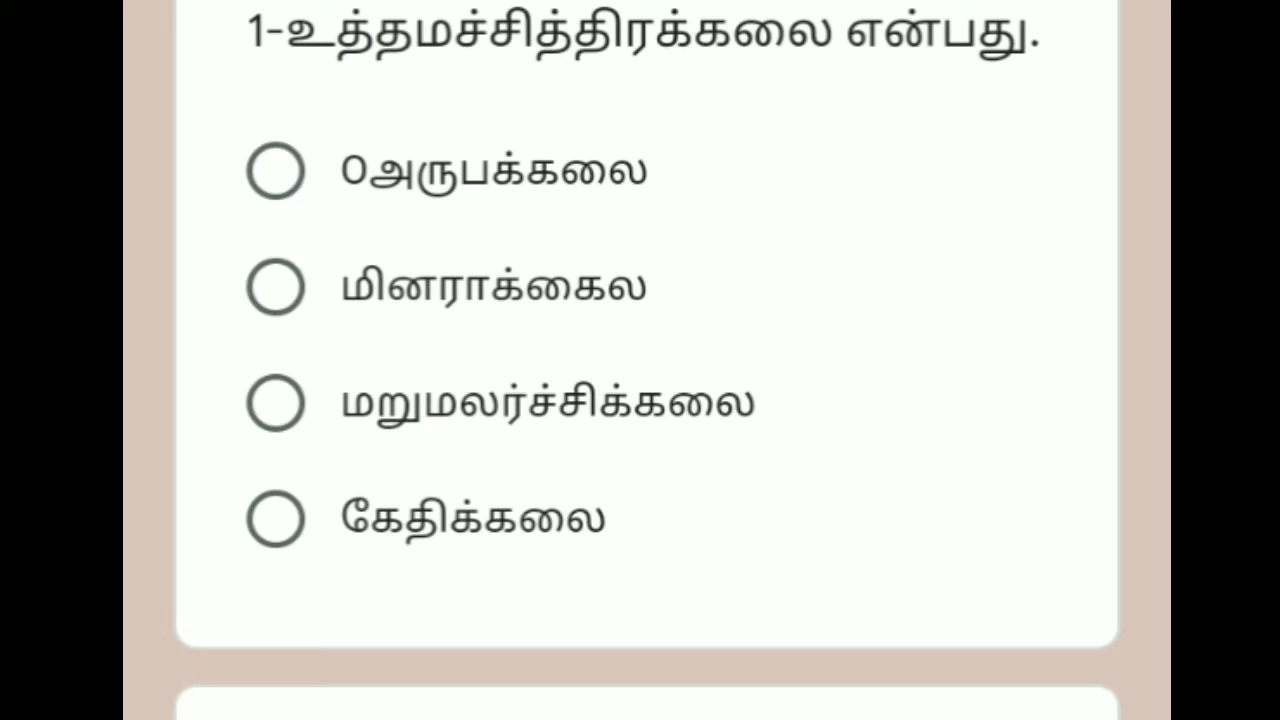 1-உத்தமச்சித்திரக்கலை என்பது.
0அருபக்கலை
மினராக்கைல
மறுமலர்ச்சிக்கலை
கேதிக்கலை